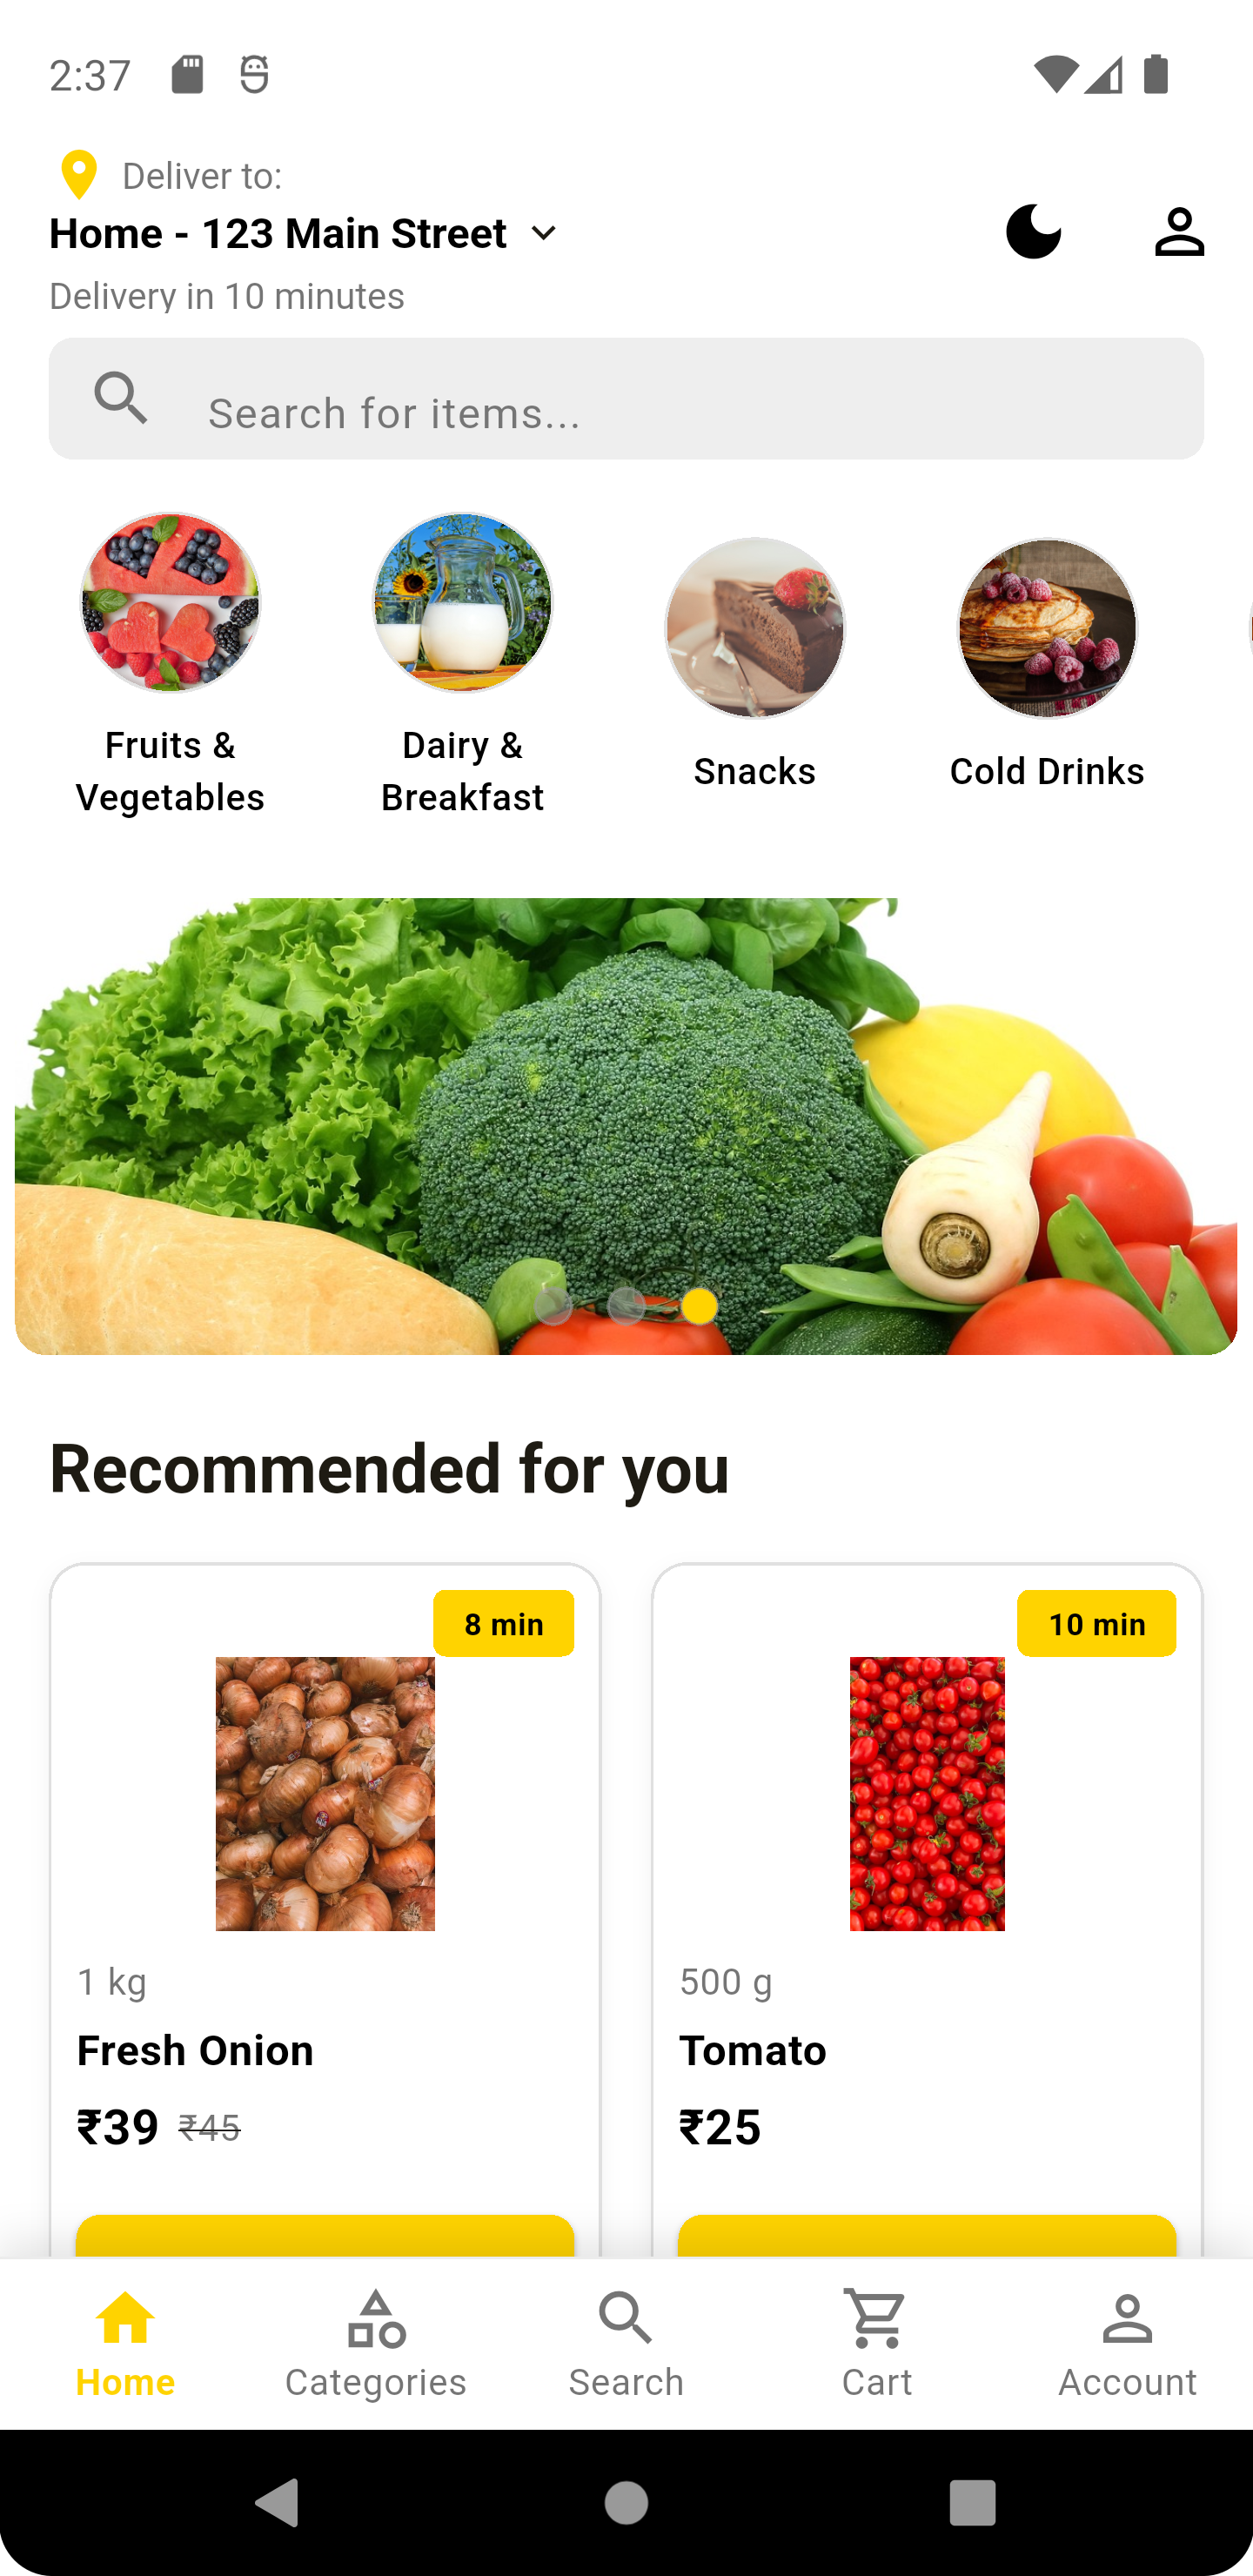 2:37
Deliver to:
Home - 123 Main Street
Delivery in 10 minutes
Search for items...
Fruits &
Vegetables
Dairy &
Breakfast
Snacks
Cold Drinks
Recommended for you
8 min
1 kg
Fresh Onion
₹39 ₹45
10 min
500 g
Tomato
₹25
Home
Categories
Search
Cart
Account